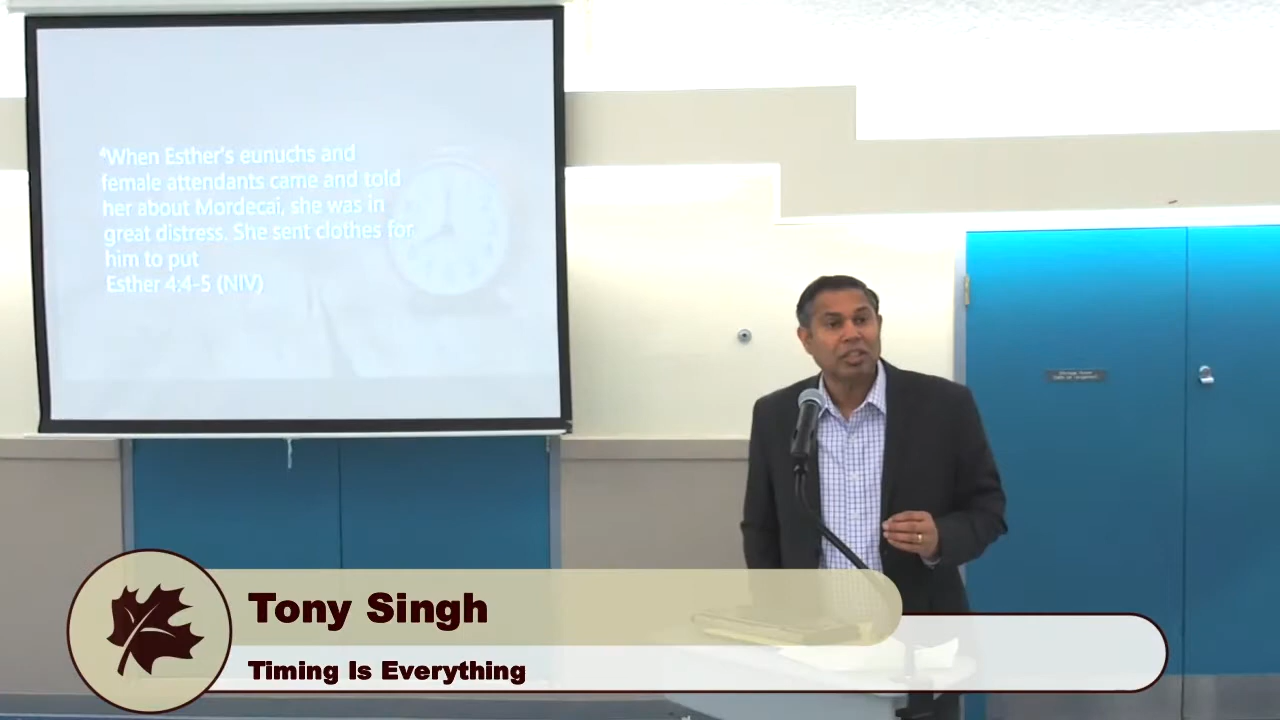 ⁴When Esther's eunuchs and
female attendants came and told
her about Mordecai, she was in
great distress. She sent clothes for
him to put
Esther 4:4-5 (NIV)
Tony Singh
Timing Is Everything